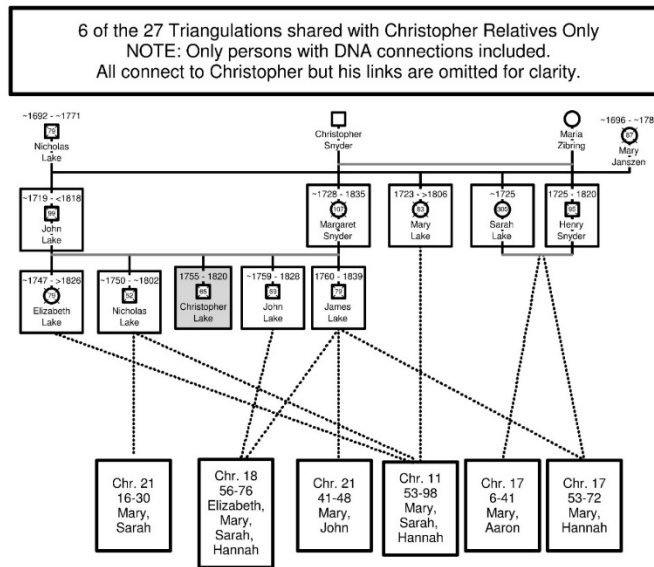 6 of the 27 Triangulations shared with Christopher Relatives Only
NOTE: Only persons with DNA connections included.
All connect to Christopher but his links are omitted for clarity.
~1692 - ~1771
79
Nicholas
Lake
Christopher
Snyder
Maria
Zibring
~1696 - ~178
67
Mary
Janszen
~1719 - <1818
99
John
Lake
~1728 - 1835
107
Margaret
Snyder
1723 - >1806
83
Mary
Lake
~1725
Sarah
Lake
1725 - 1820
Henry
Snyder
~1747 - >1826
79
Elizabeth
Lake
~1750 - ~1802
52
Nicholas
Lake
1755 - 1820
Christopher
Lake
~1759 - 1828
John
Lake
1760 - 1839
79
James
Lake
Chr. 21
16-30
Mary,
Sarah
Chr. 18
56-76
Elizabeth,
Mary,
Sarah,
Hannah
Chr. 21
41-48
Mary,
John
Chr. 11
53-98
Mary,
Sarah,
Hannah
Chr. 17
6-41
Mary,
Aaron
Chr. 17
53-72
Mary,
Hannah